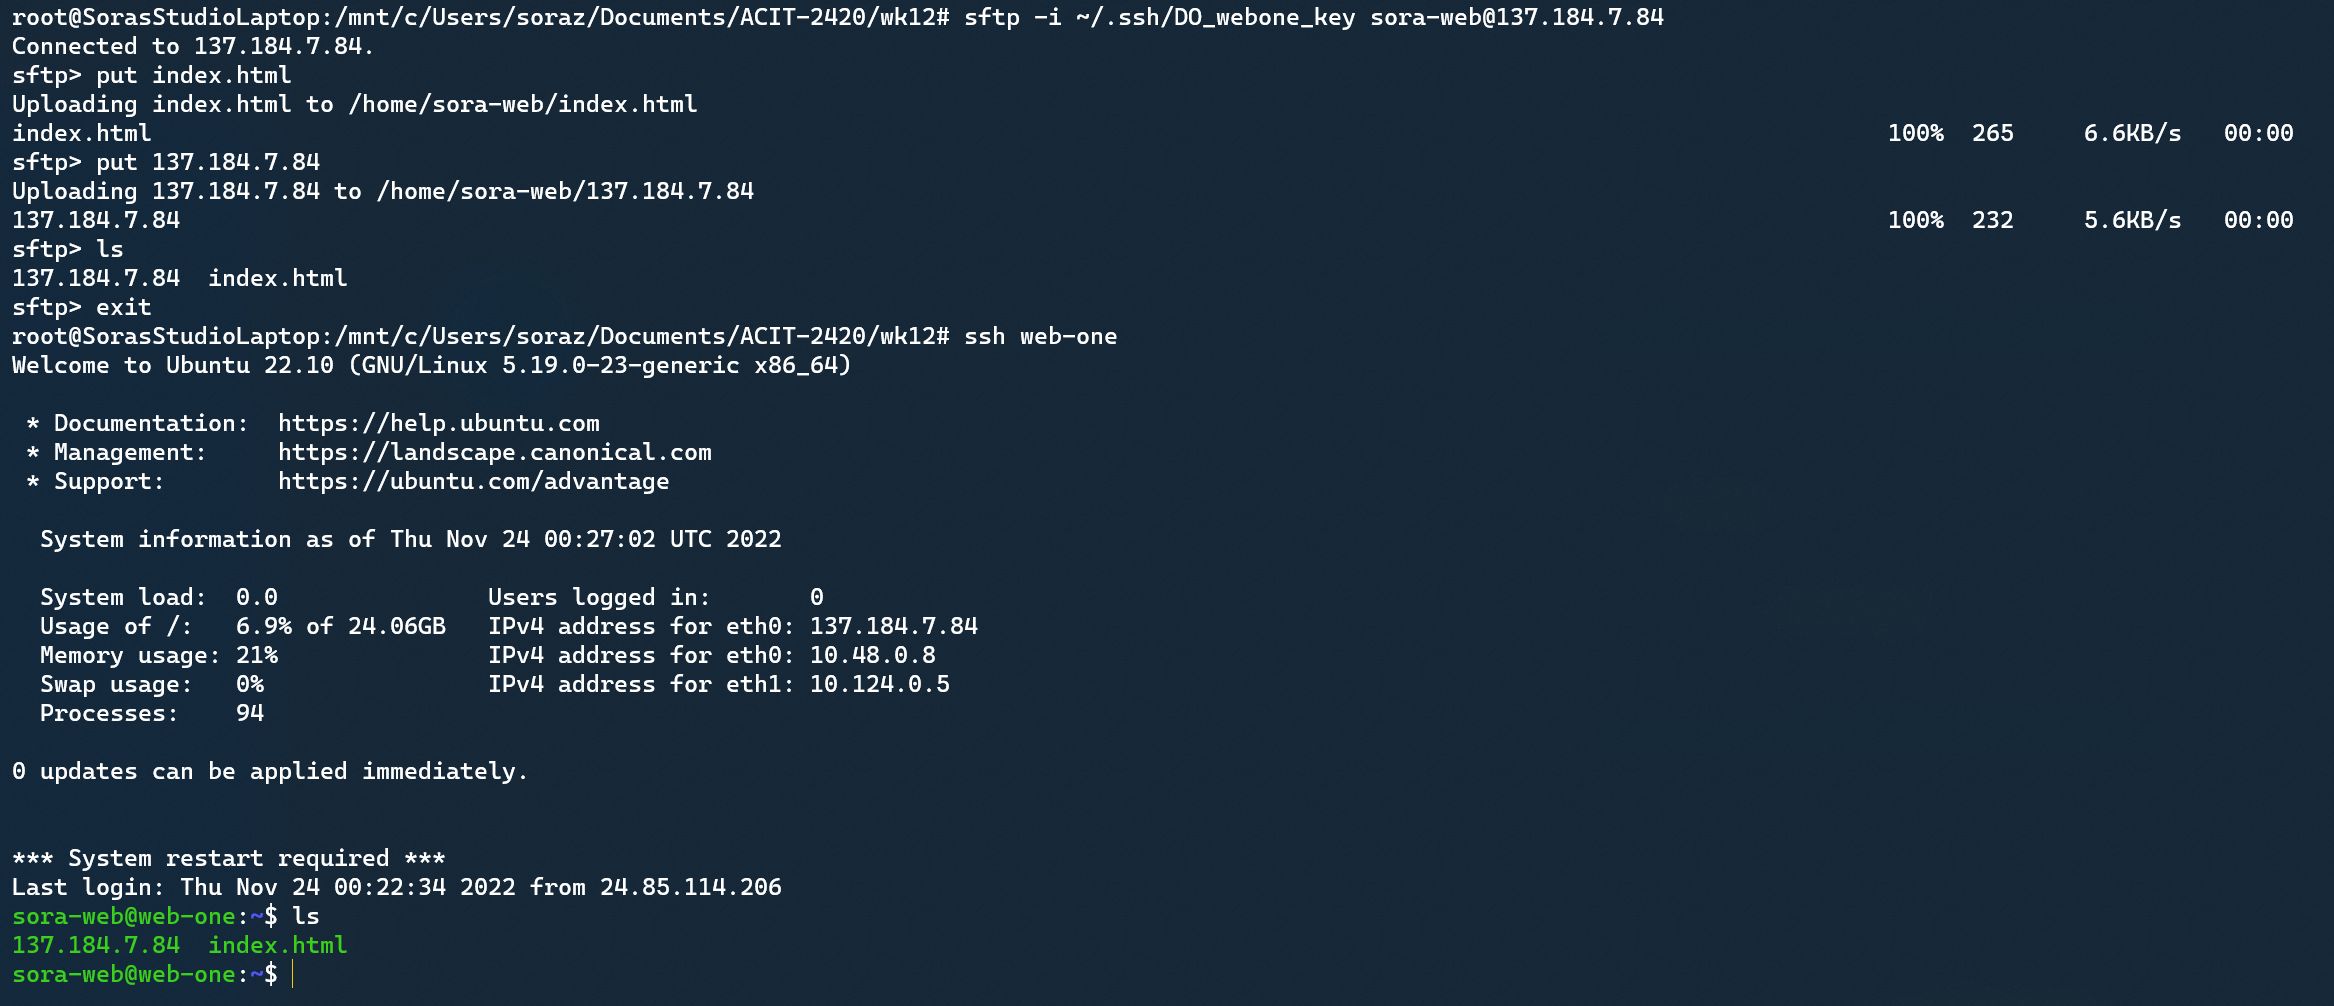 root@SorasStudioLaptop:/mnt/c/Users/soraz/Documents/ACIT-2420/wk12# sftp -i ~/.ssh/DO_webone_key sora-web@137.184.7.84
Connected to 137.184.7.84.
sftp> put index.html
Uploading index.html to /home/sora-web/index.html
index.html 100% 265 6.6KB/s 00:00
sftp> put 137.184.7.84
Uploading 137.184.7.84 to /home/sora-web/137.184.7.84
137.184.7.84 100% 232 5.6KB/s 00:00
sftp> ls
137.184.7.84  index.html
sftp> exit
root@SorasStudioLaptop:/mnt/c/Users/soraz/Documents/ACIT-2420/wk12# ssh web-one
Welcome to Ubuntu 22.10 (GNU/Linux 5.19.0-23-generic x86_64)
* Documentation:  https://help.ubuntu.com
* Management:     https://landscape.canonical.com
* Support:        https://ubuntu.com/advantage
System information as of Thu Nov 24 00:27:02 UTC 2022
System load:  0.0               Users logged in:       0
Usage of /:   6.9% of 24.06GB   IPv4 address for eth0: 137.184.7.84
Memory usage: 21%               IPv4 address for eth0: 10.48.0.8
Swap usage:   0%                IPv4 address for eth1: 10.124.0.5
Processes:    94
0 updates can be applied immediately.
*** System restart required ***
Last login: Thu Nov 24 00:22:34 2022 from 24.85.114.206
sora-web@web-one:~$ ls
137.184.7.84  index.html
sora-web@web-one:~$